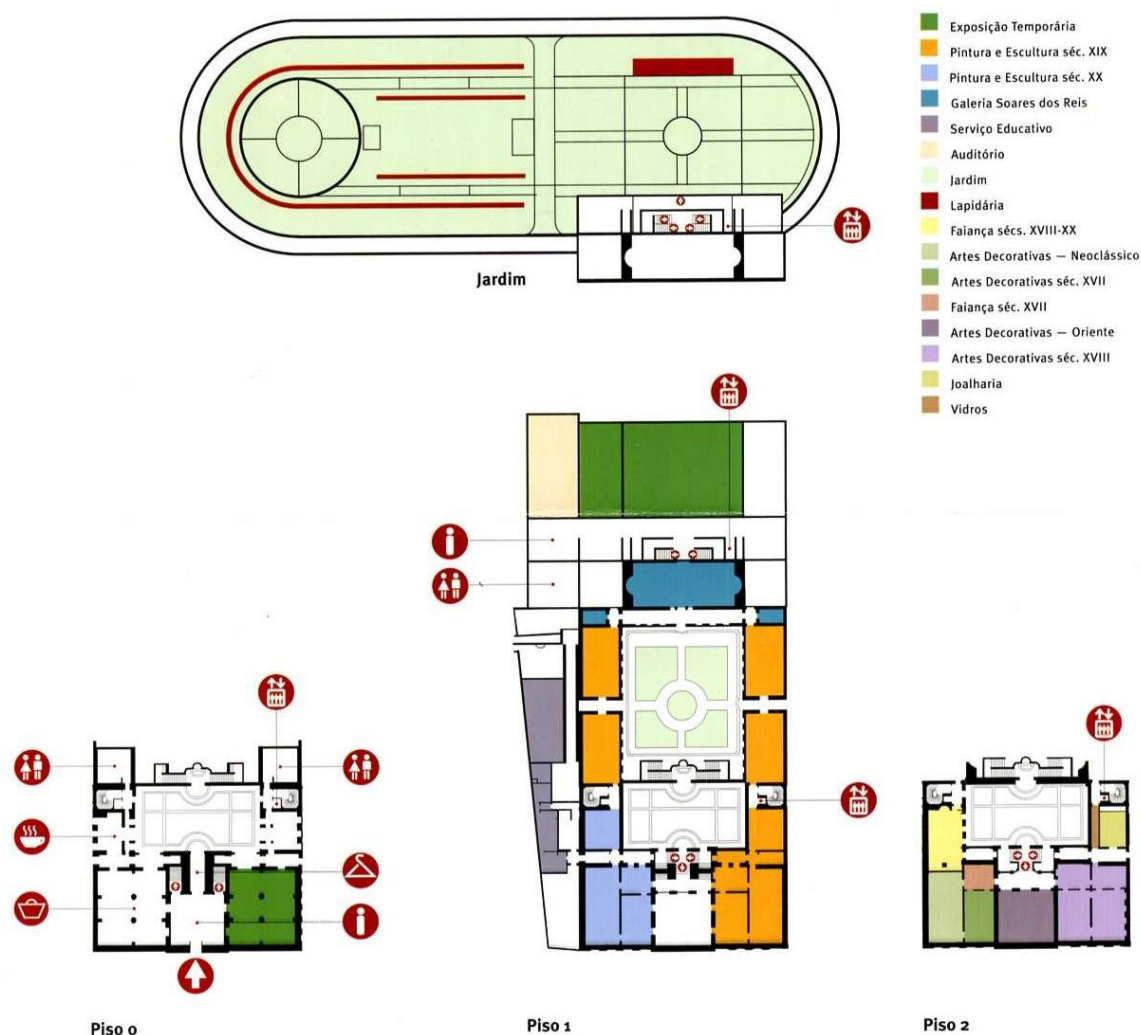 Exposição Temporária
Pintura e Escultura séc. XIX
Pintura e Escultura séc. XX
Galeria Soares dos Reis
Serviço Educativo
Auditório
Jardim
Lapidária
Faiança sécs. XVIII-XX
Artes Decorativas — Neoclássico
Artes Decorativas séc. XVII
Faiança séc. XVII
Artes Decorativas — Oriente
Artes Decorativas séc. XVIII
Joalharia
Vidros
Jardim
Piso 0
Piso 1
Piso 2